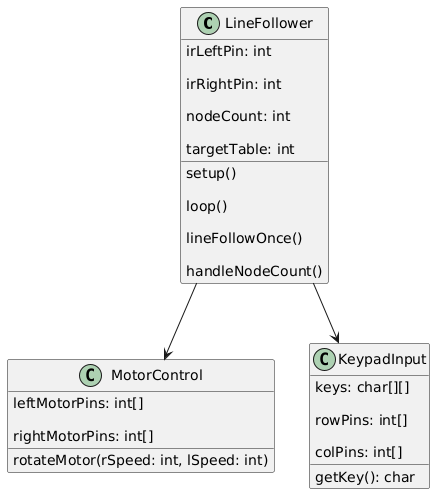 C LineFollower
irLeftPin: int
irRightPin: int
nodeCount: int
targetTable: int
setup()
loop()
lineFollowOnce()
handleNodeCount()
C MotorControl
leftMotorPins: int[]
rightMotorPins: int[]
rotateMotor(rSpeed: int, lSpeed: int)
C KeypadInput
keys: char[][]
rowPins: int[]
colPins: int[]
getKey(): char